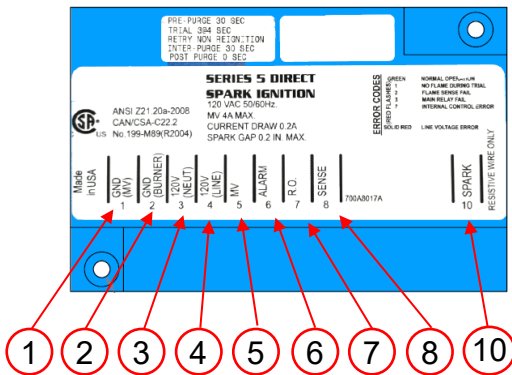 PRE-PURGE 30 SEC
TRIAL 394 SEC
RETRY NON REIGNITION
INTER-PURGE 30 SEC
POST PURGE 0 SEC
SERIES 5 DIRECT
SPARK IGNITION
120 VAC 50/60Hz.
MV 4A MAX.
CURRENT DRAW 0.2A
SPARK GAP 0.2 IN. MAX.
CSA
US
ANSI Z21.20a-2008
CAN/CSA-C22.2
No.199-M89(R2004)
ERROR CODES
(RED FLASHES)
GREEN NORMAL OPERATION
1 NO FLAME DURING TRIAL
2 FLAME SENSE FAIL
3 MAIN RELAY FAIL
7 INTERNAL CONTROL ERROR
SOLID RED LINE VOLTAGE ERROR
Made
in USA
GND
(MV)
1
GND
(BURNER)
2
120V
(NEUT)
3
120V
(LINE)
4
MV
5
ALARM
6
R.O.
7
SENSE
8
700A8017A
SPARK
10
RESISTIVE WIRE ONLY
1 2 3 4 5 6 7 8 10